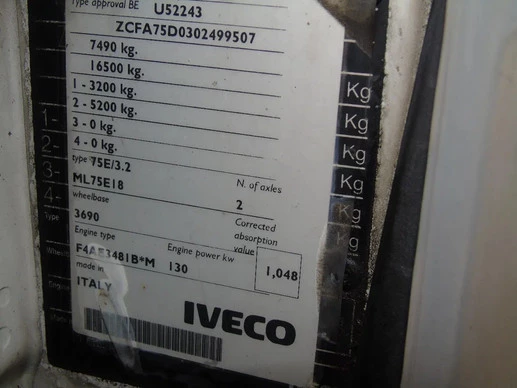 Type approval BE U52243
ZCFA75D0302499507
7490 kg.
16500 kg.
1 - 3200 kg.
2 - 5200 kg.
3 - 0 kg.
4 - 0 kg.
type 75E/3.2
ML75E18 N. of axles
wheelbase 2
3690 Corrected
absorption
value
Engine type Engine power kw
F4AE3481B*M 130 1,048
made in
ITALY
IVECO
Kg
Kg
Kg
Kg
Kg
1-
2-
3-
4-
Type